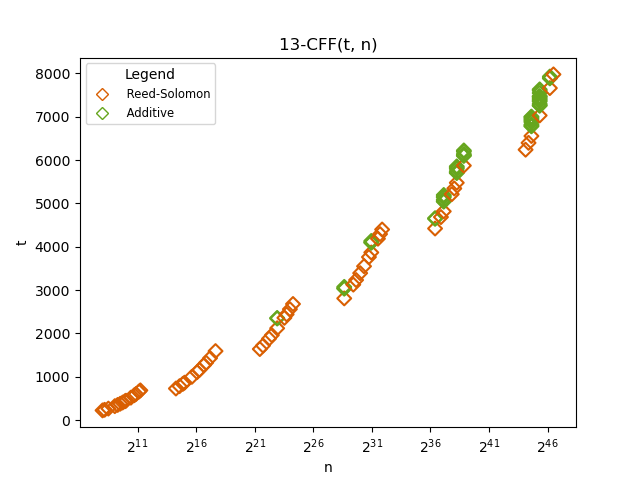 13-CFF(t, n)
Legend
Reed-Solomon
Additive
8000
7000
6000
5000
4000
3000
2000
1000
0
t
2^11 2^16 2^21 2^26 2^31 2^36 2^41 2^46
n